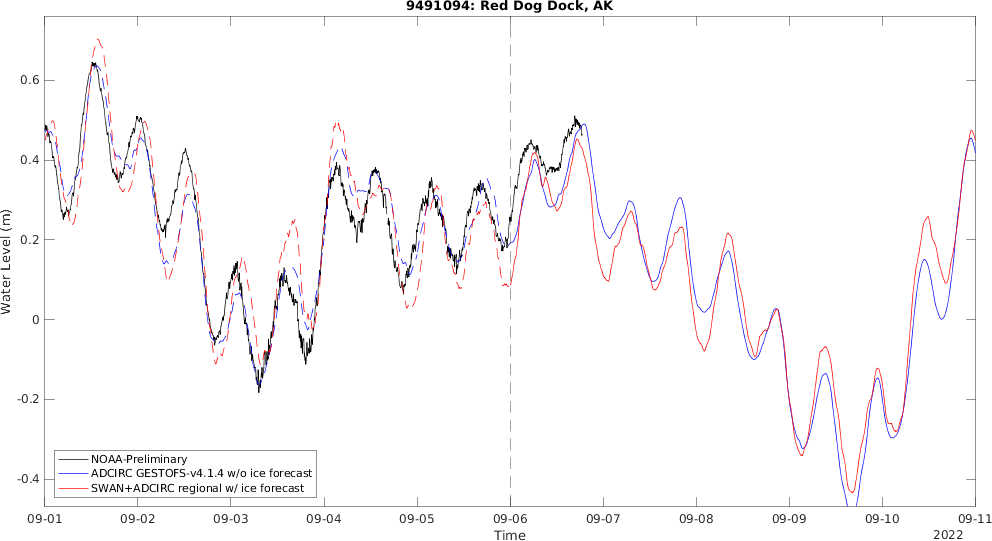 9491094: Red Dog Dock, AK
Water Level (m)
0.6
0.4
0.2
0
-0.2
-0.4
NOAA-Preliminary
ADCIRC GESTOFS-v4.1.4 w/o ice forecast
SWAN+ADCIRC regional w/ ice forecast
09-01 09-02 09-03 09-04 09-05 09-06 09-07 09-08 09-09 09-10 09-11
Time
2022